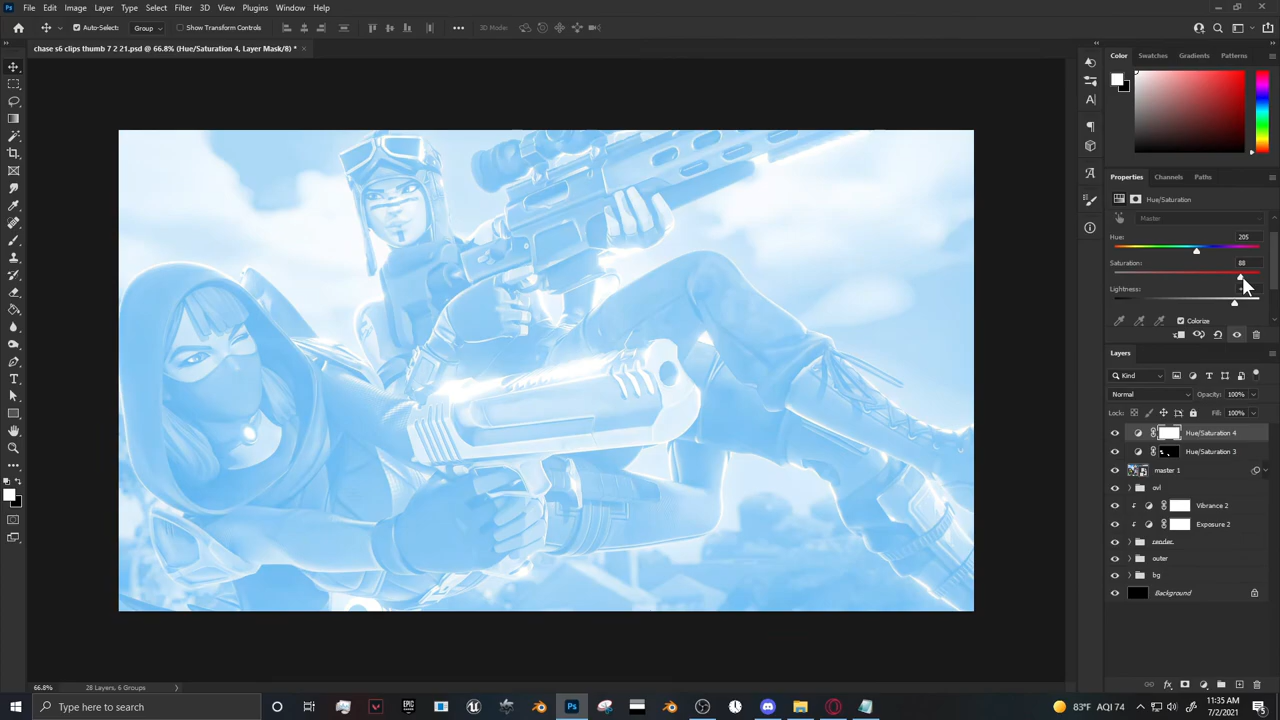 Ps File Edit Image Layer Type Select Filter 3D View Plugins Window Help
Auto-Select: Group Show Transform Controls ••• 3D Mode:
chase s6 clips thumb 7 2 21.psd @ 66.8% (Hue/Saturation 4, Layer Mask/8) * ×
Color Swatches Gradients Patterns
Properties Channels Paths
Hue/Saturation
Master
Hue: 205
Saturation: 88
Lightness:
Colorize
Layers
Kind
Normal Opacity: 100%
Lock: Fill: 100%
Hue/Saturation 4
Hue/Saturation 3
master 1
ovl
Vibrance 2
Exposure 2
outer
bg
Background
66.8% 28 Layers, 6 Groups
Type here to search
83°F AQI 74 11:35 AM
7/2/2021